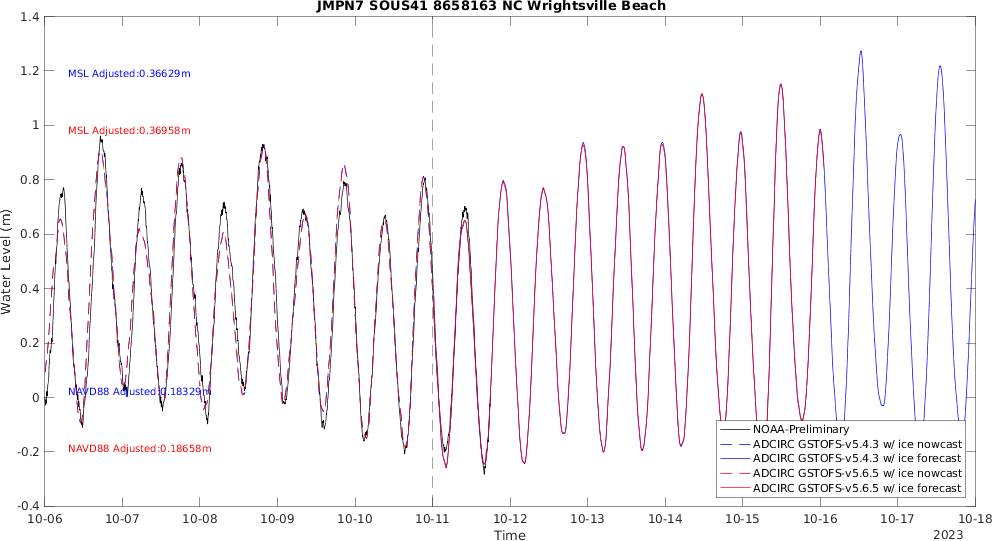 JMPN7 SOUS41 8658163 NC Wrightsville Beach
1.4
1.2
1
0.8
0.6
0.4
0.2
0
-0.2
-0.4
Water Level (m)
MSL Adjusted:0.36629m
MSL Adjusted:0.36958m
NAVD88 Adjusted:0.18329m
NAVD88 Adjusted:0.18658m
NOAA-Preliminary
ADCIRC GSTOFS-v5.4.3 w/ ice nowcast
ADCIRC GSTOFS-v5.4.3 w/ ice forecast
ADCIRC GSTOFS-v5.6.5 w/ ice nowcast
ADCIRC GSTOFS-v5.6.5 w/ ice forecast
10-06 10-07 10-08 10-09 10-10 10-11 10-12 10-13 10-14 10-15 10-16 10-17 10-18
Time
2023